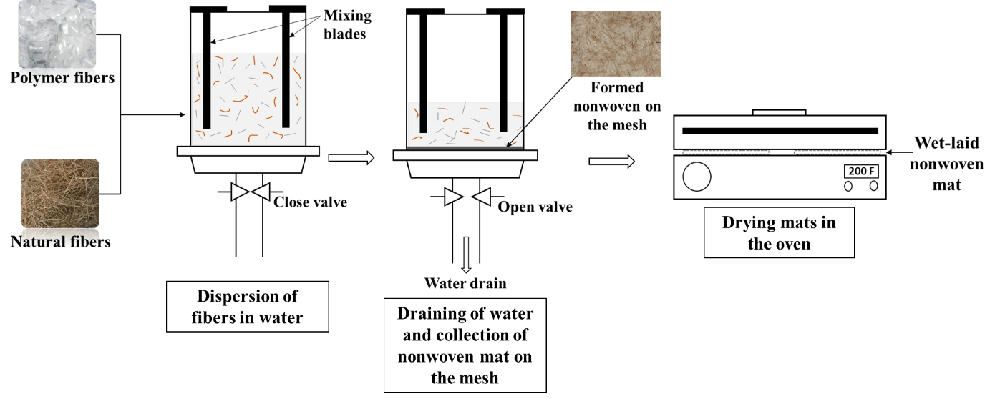 Polymer fibers
Natural fibers
Mixing
blades
Close valve
Dispersion of
fibers in water
Open valve
Water drain
Draining of water
and collection of
nonwoven mat on
the mesh
Formed
nonwoven on
the mesh
200 F
Wet-laid
nonwoven
mat
Drying mats in
the oven